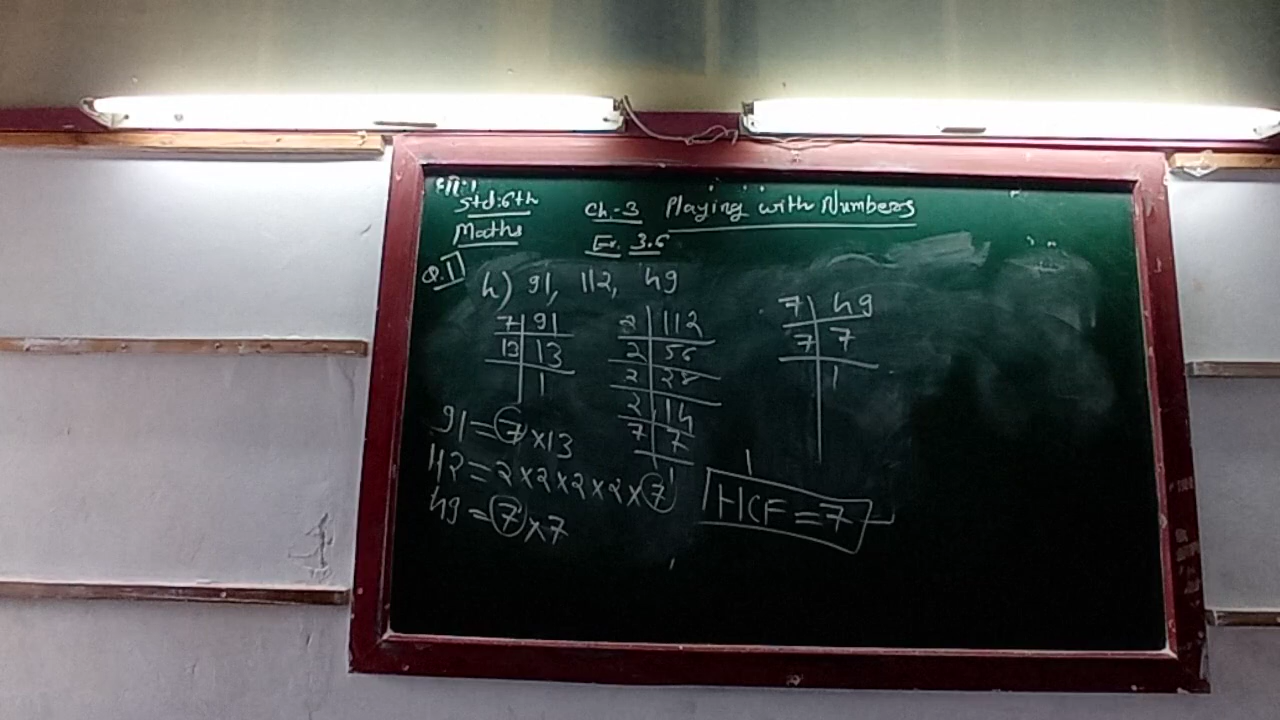 Std:6th
Ch.-3 Playing with Numbers
Maths
Ex. 3.6
Q.1 h) 91, 112, 49
7 | 91
13 | 13
1
2 | 112
2 | 56
2 | 28
2 | 14
7 | 7
1
7 | 49
7 | 7
1
91 = 7 × 13
112 = 2 × 2 × 2 × 2 × 7
49 = 7 × 7
HCF = 7